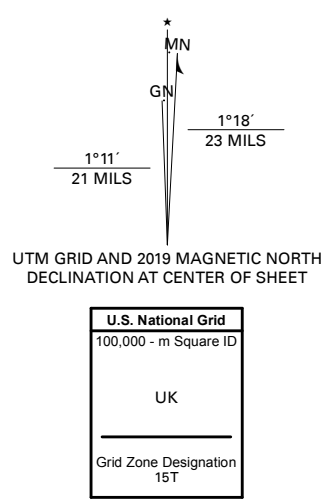 ★
MN
GN
1°18´
23 MILS
1°11´
21 MILS
UTM GRID AND 2019 MAGNETIC NORTH
DECLINATION AT CENTER OF SHEET
U.S. National Grid
100,000 - m Square ID
UK
Grid Zone Designation
15T